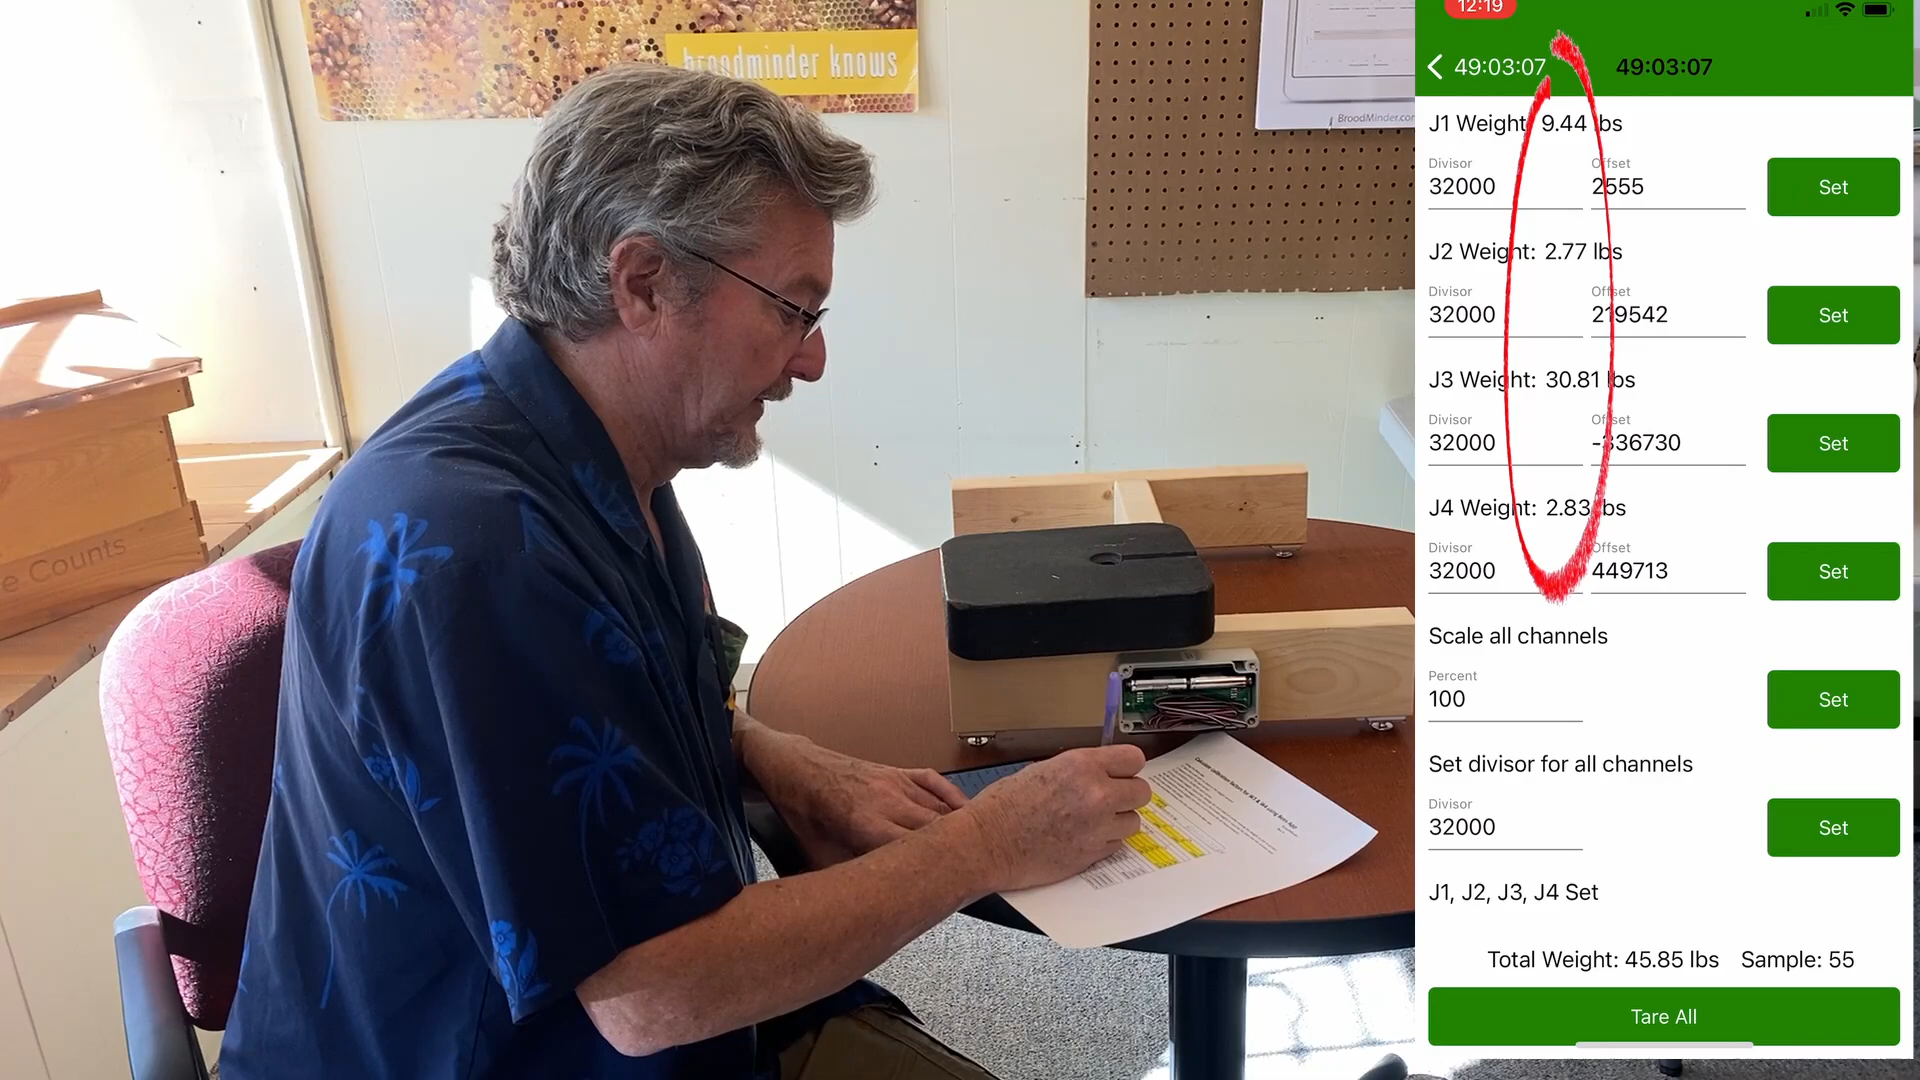 broodminder knows
BroodMinder.com
e Counts
12:19
49:03:07
49:03:07
J1 Weight: 9.44 lbs
Divisor
Offset
32000
2555
Set
J2 Weight: 2.77 lbs
Divisor
Offset
32000
219542
Set
J3 Weight: 30.81 lbs
Divisor
Offset
32000
-336730
Set
J4 Weight: 2.83 lbs
Divisor
Offset
32000
449713
Set
Scale all channels
Percent
100
Set
Set divisor for all channels
Divisor
32000
Set
J1, J2, J3, J4 Set
Total Weight: 45.85 lbs Sample: 55
Tare All